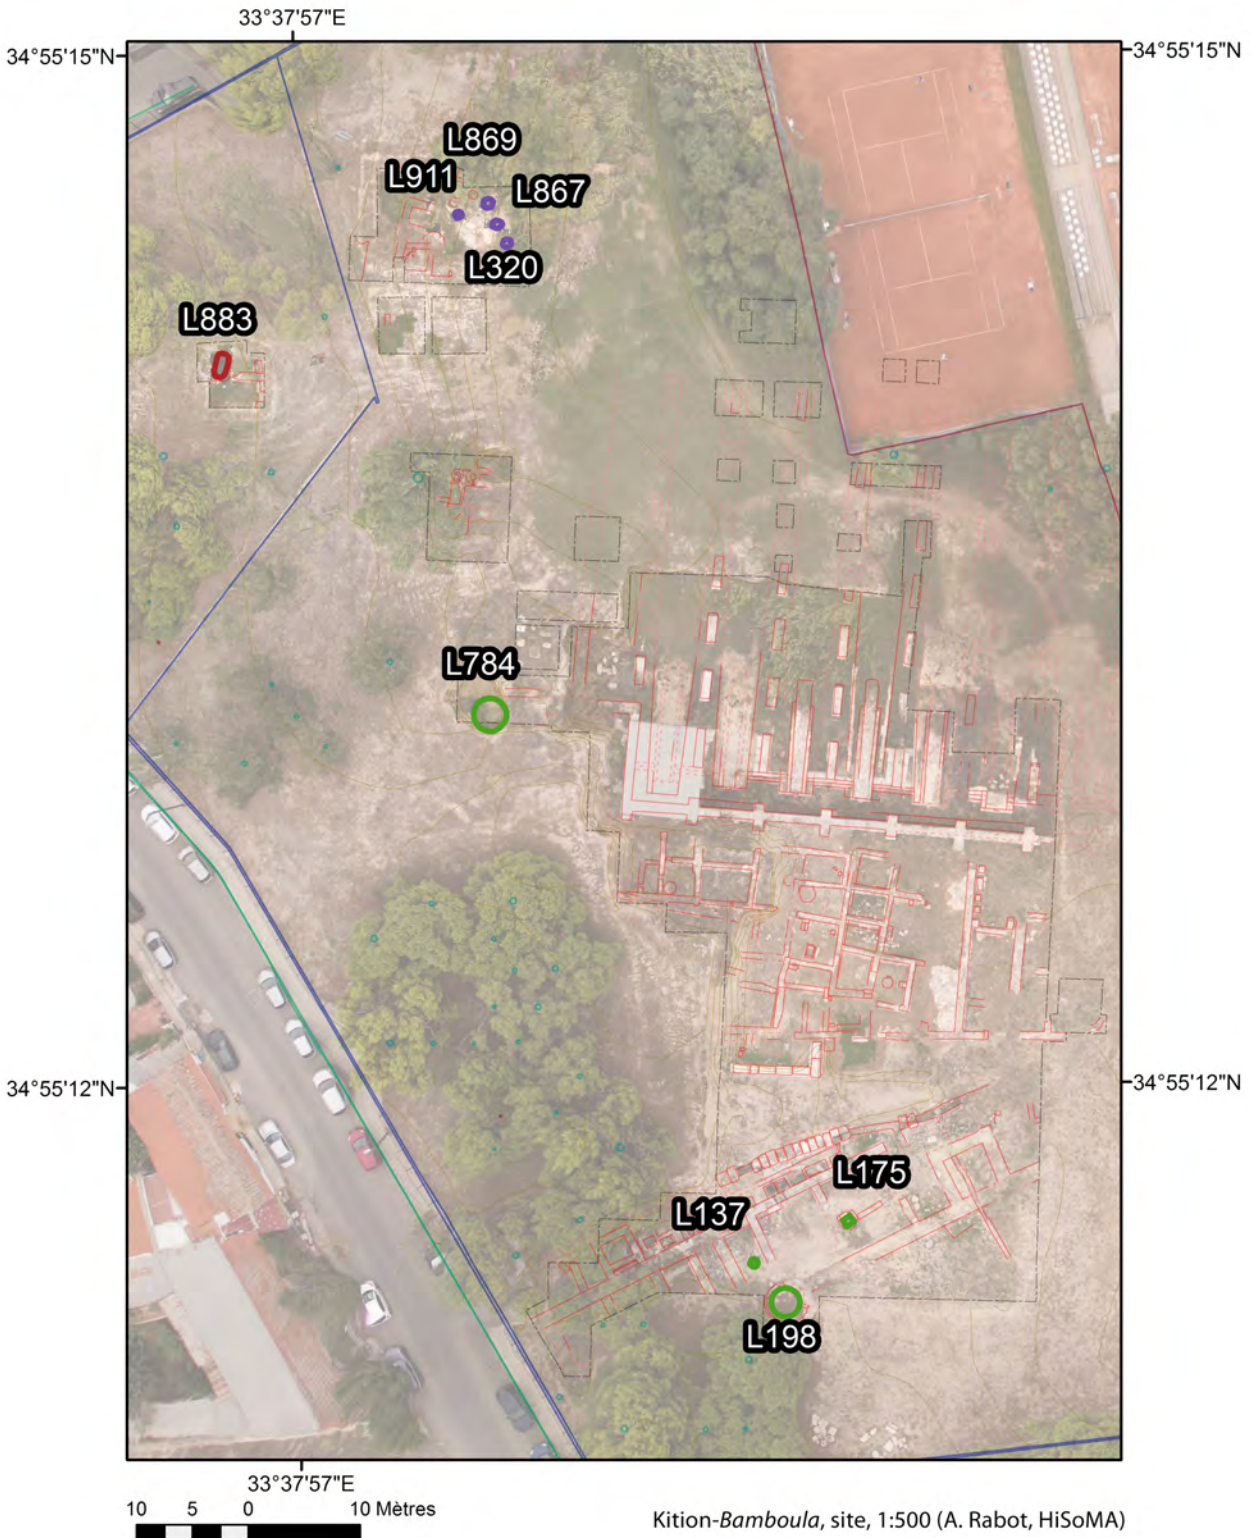 33°37'57"E
34°55'15"N
34°55'15"N
L869
L911
L867
L320
L883
L784
34°55'12"N
34°55'12"N
L175
L137
L198
33°37'57"E
10 5 0 10 Mètres
Kition-Bamboula, site, 1:500 (A. Rabot, HiSoMA)